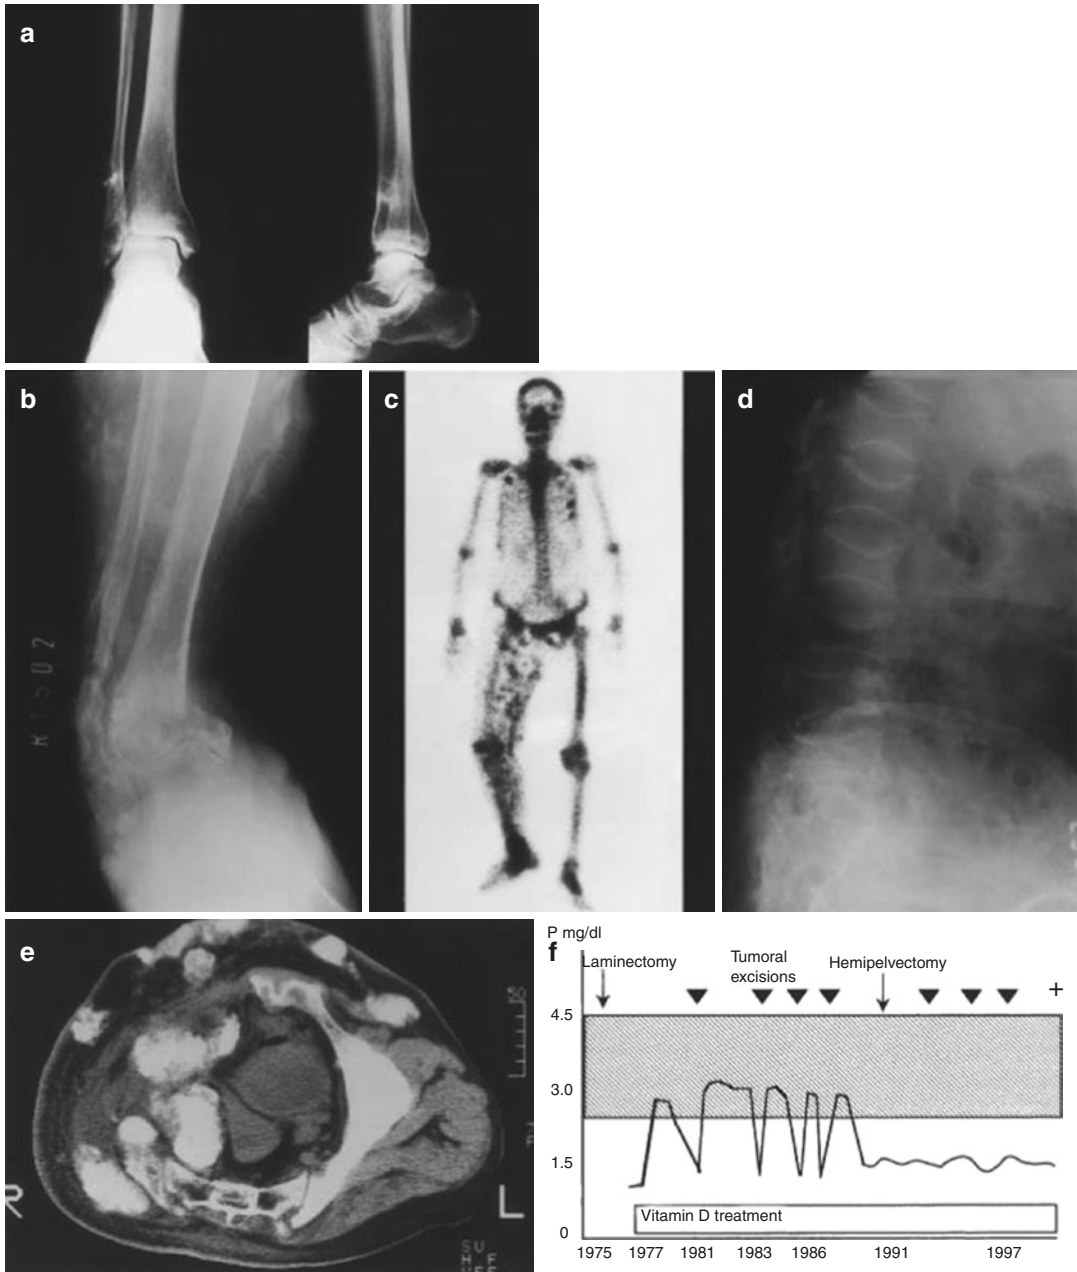 a
b
c
d
R 1502
e
R
L
P mg/dl
f
Laminectomy
Tumoral
excisions
Hemipelvectomy
+
4.5
3.0
1.5
0
Vitamin D treatment
1975 1977 1981 1983 1986 1991 1997